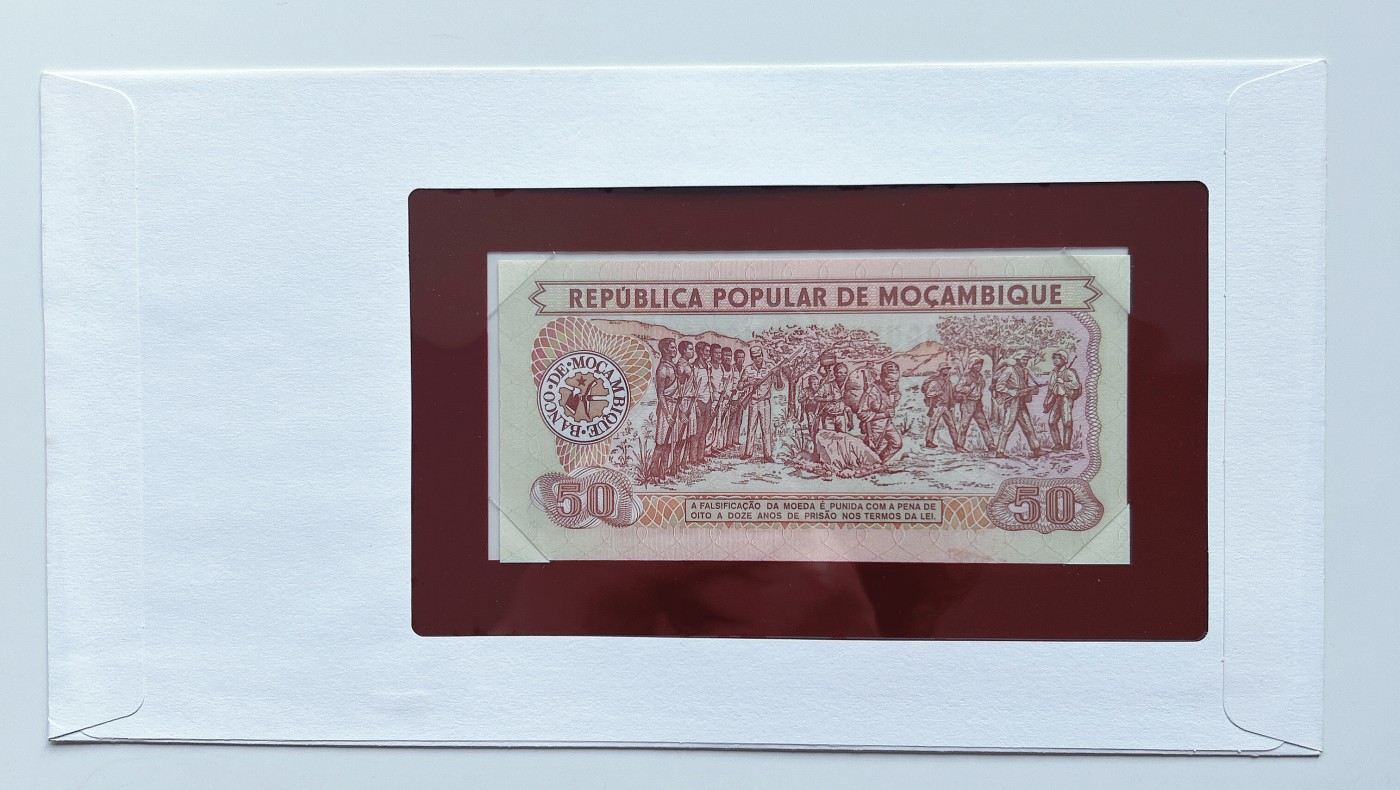 REPÚBLICA POPULAR DE MOÇAMBIQUE
BANCO·DE·MOÇAMBIQUE·
50
A FALSIFICAÇÃO DA MOEDA É PUNIDA COM A PENA DE
OITO A DOZE ANOS DE PRISÃO NOS TERMOS DA LEI.
50